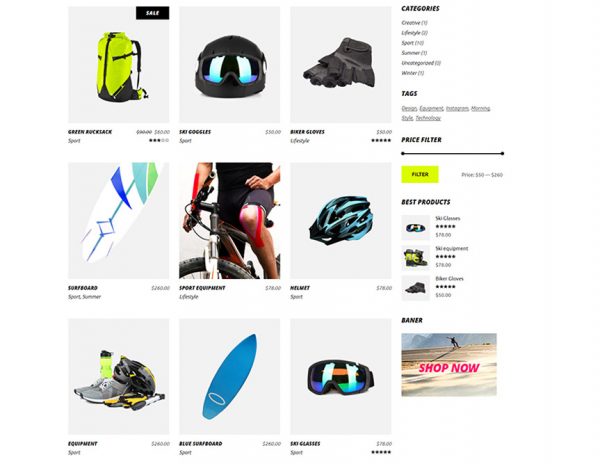 SALE
GREEN RUCKSACK $90.00 $60.00
Sport
SKI GOGGLES $50.00
Sport
BIKER GLOVES $50.00
Lifestyle
SURFBOARD $260.00
Sport, Summer
SPORT EQUIPMENT $78.00
Lifestyle
HELMET $78.00
Sport
EQUIPMENT $260.00
Sport
BLUE SURFBOARD $260.00
Sport
SKI GLASSES $78.00
Sport
CATEGORIES
Creative (1)
Lifestyle (2)
Sport (10)
Summer (1)
Uncategorized (0)
Winter (1)
TAGS
Design, Equipment, Instagram, Morning,
Style, Technology
PRICE FILTER
FILTER Price: $50 — $260
BEST PRODUCTS
Ski Glasses
$78.00
Ski equipment
$78.00
Biker Gloves
$50.00
BANER
SHOP NOW